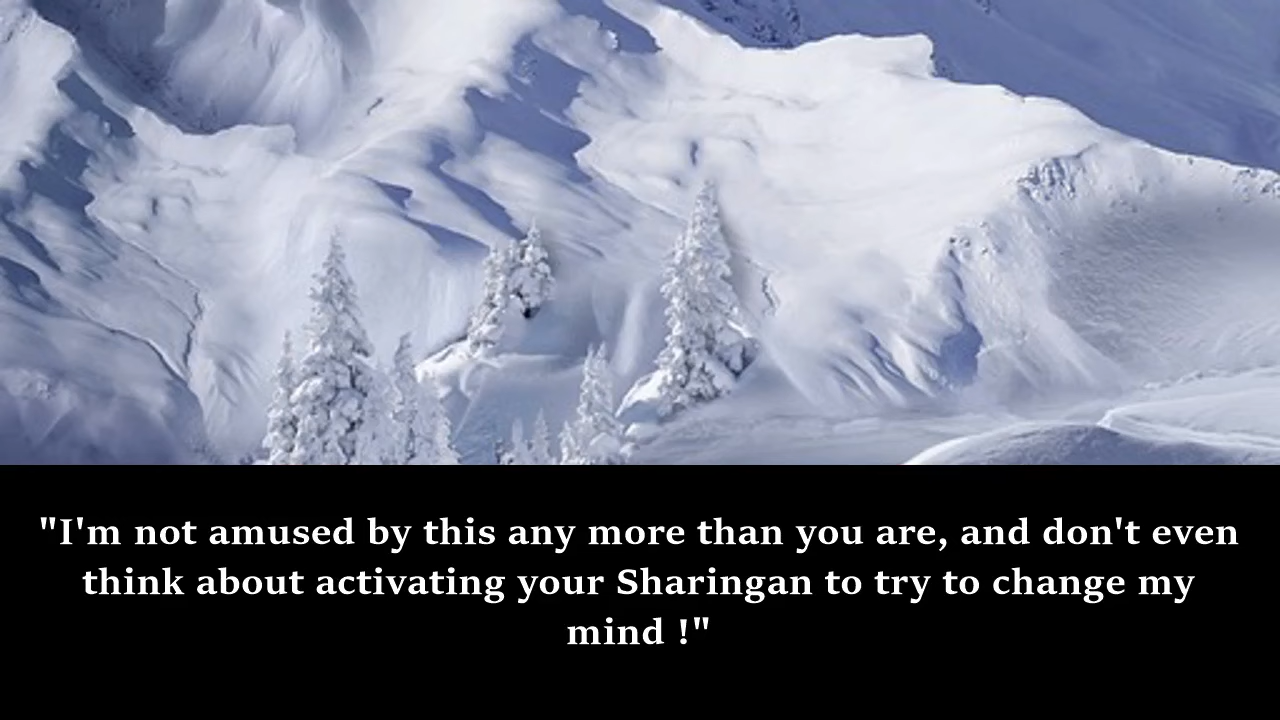 "I'm not amused by this any more than you are, and don't even
think about activating your Sharingan to try to change my
mind !"